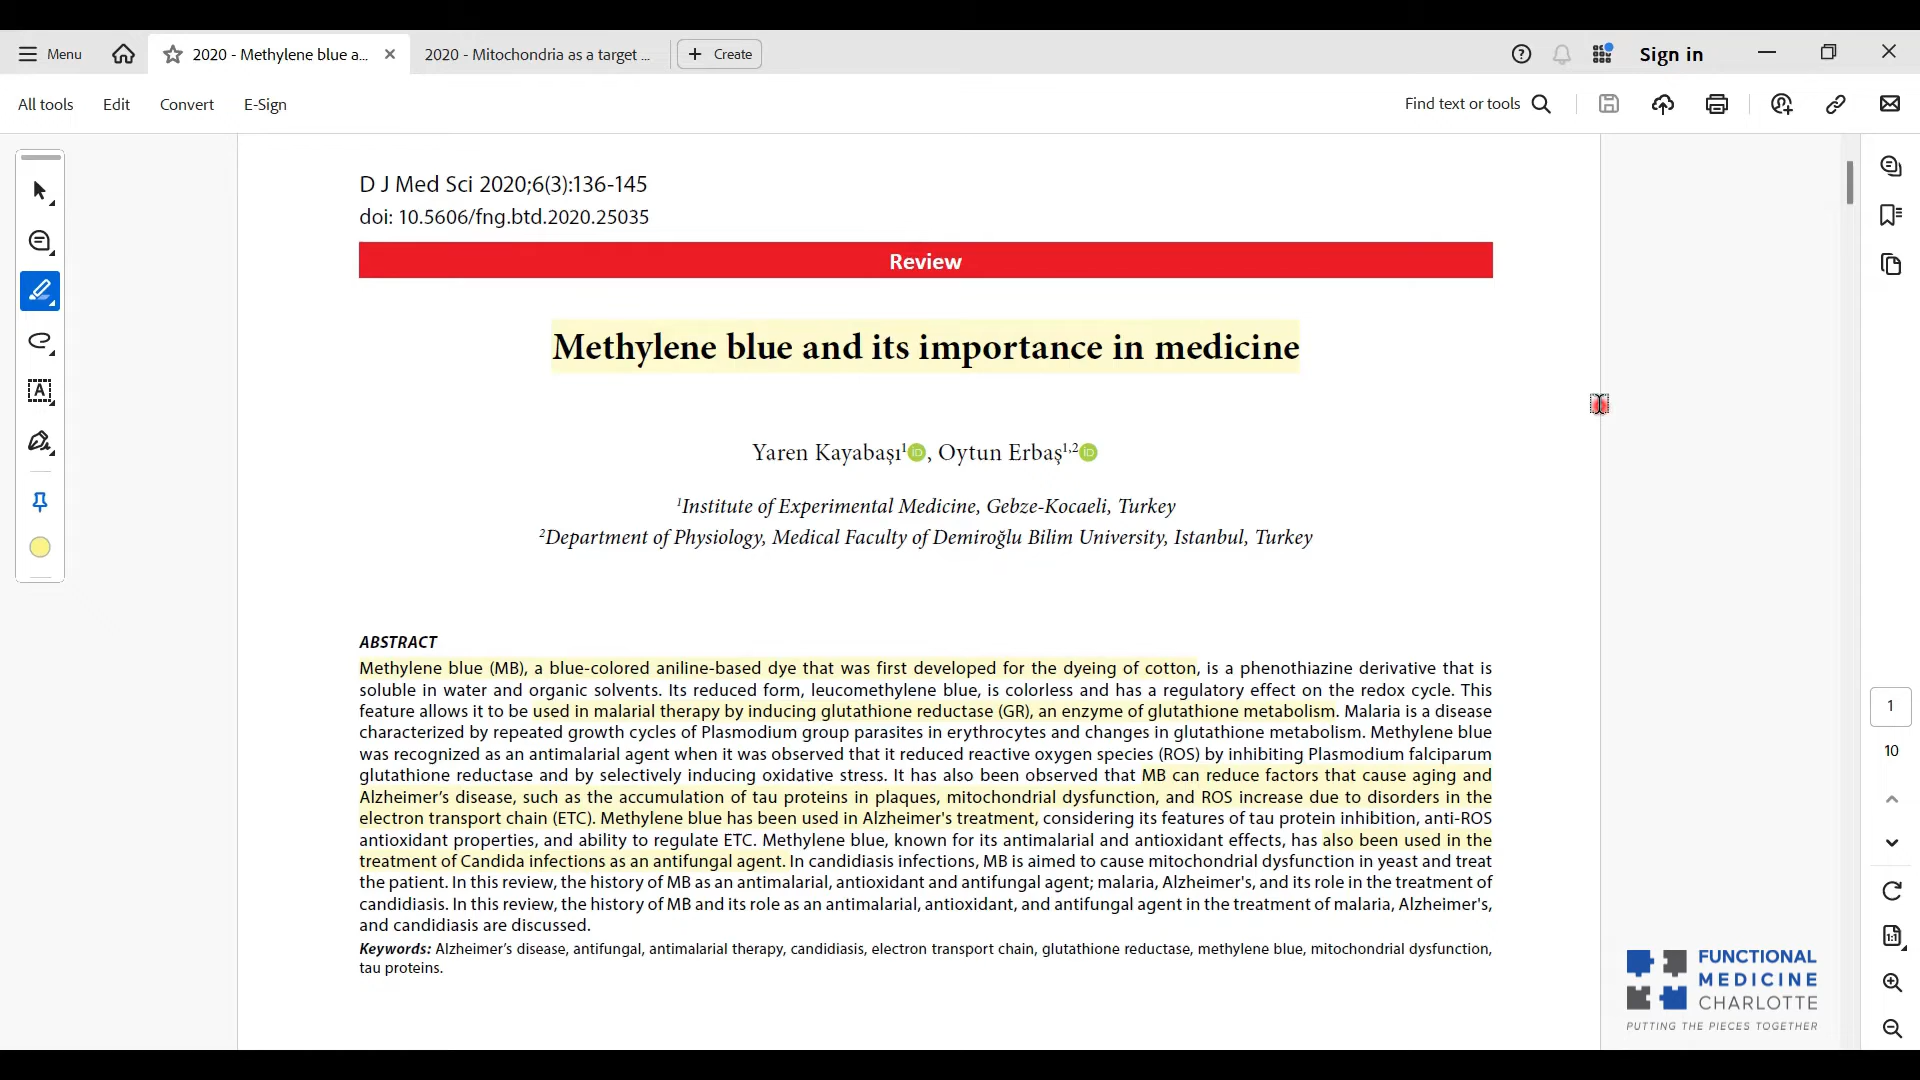 Menu
2020 - Methylene blue a...
2020 - Mitochondria as a target ...
Create
Sign in
All tools
Edit
Convert
E-Sign
Find text or tools
D J Med Sci 2020;6(3):136-145
doi: 10.5606/fng.btd.2020.25035
Review
Methylene blue and its importance in medicine
Yaren Kayabaşı1 iD, Oytun Erbaş1,2 iD
1Institute of Experimental Medicine, Gebze-Kocaeli, Turkey
2Department of Physiology, Medical Faculty of Demiroğlu Bilim University, Istanbul, Turkey
ABSTRACT
Methylene blue (MB), a blue-colored aniline-based dye that was first developed for the dyeing of cotton, is a phenothiazine derivative that is
soluble in water and organic solvents. Its reduced form, leucomethylene blue, is colorless and has a regulatory effect on the redox cycle. This
feature allows it to be used in malarial therapy by inducing glutathione reductase (GR), an enzyme of glutathione metabolism. Malaria is a disease
characterized by repeated growth cycles of Plasmodium group parasites in erythrocytes and changes in glutathione metabolism. Methylene blue
was recognized as an antimalarial agent when it was observed that it reduced reactive oxygen species (ROS) by inhibiting Plasmodium falciparum
glutathione reductase and by selectively inducing oxidative stress. It has also been observed that MB can reduce factors that cause aging and
Alzheimer's disease, such as the accumulation of tau proteins in plaques, mitochondrial dysfunction, and ROS increase due to disorders in the
electron transport chain (ETC). Methylene blue has been used in Alzheimer's treatment, considering its features of tau protein inhibition, anti-ROS
antioxidant properties, and ability to regulate ETC. Methylene blue, known for its antimalarial and antioxidant effects, has also been used in the
treatment of Candida infections as an antifungal agent. In candidiasis infections, MB is aimed to cause mitochondrial dysfunction in yeast and treat
the patient. In this review, the history of MB as an antimalarial, antioxidant and antifungal agent; malaria, Alzheimer's, and its role in the treatment of
candidiasis. In this review, the history of MB and its role as an antimalarial, antioxidant, and antifungal agent in the treatment of malaria, Alzheimer's,
and candidiasis are discussed.
Keywords: Alzheimer's disease, antifungal, antimalarial therapy, candidiasis, electron transport chain, glutathione reductase, methylene blue, mitochondrial dysfunction,
tau proteins.
1
10
FUNCTIONAL
MEDICINE
CHARLOTTE
PUTTING THE PIECES TOGETHER